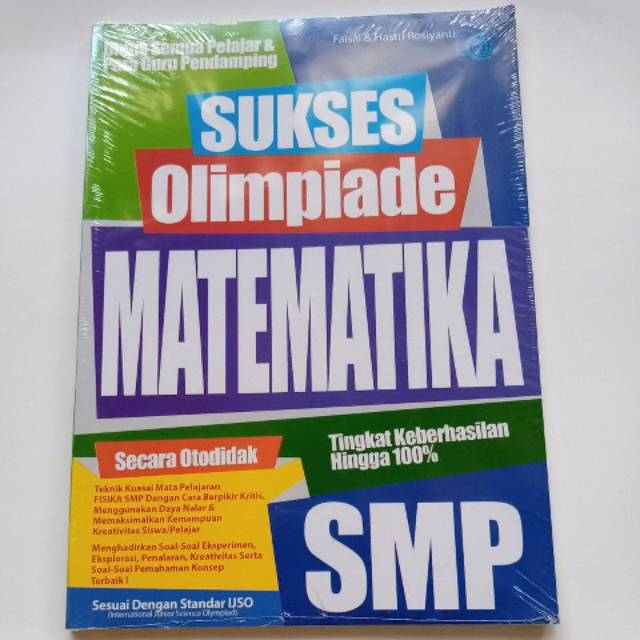 Untuk Semua Pelajar &
Para Guru Pendamping
Faisal & Hastri Rosiyanti
SUKSES
Olimpiade
MATEMATIKA
Secara Otodidak
Tingkat Keberhasilan
Hingga 100%
Teknik Kuasai Mata Pelajaran
FISIKA SMP Dengan Cara Berpikir Kritis,
Menggunakan Daya Nalar &
Memaksimalkan Kemampuan
Kreativitas Siswa/Pelajar
Menghadirkan Soal-Soal Eksperimen,
Eksplorasi, Penalaran, Kreativitas Serta
Soal-Soal Pemahaman Konsep
Terbaik !
SMP
Sesuai Dengan Standar IJSO
(International Junior Science Olympiad)